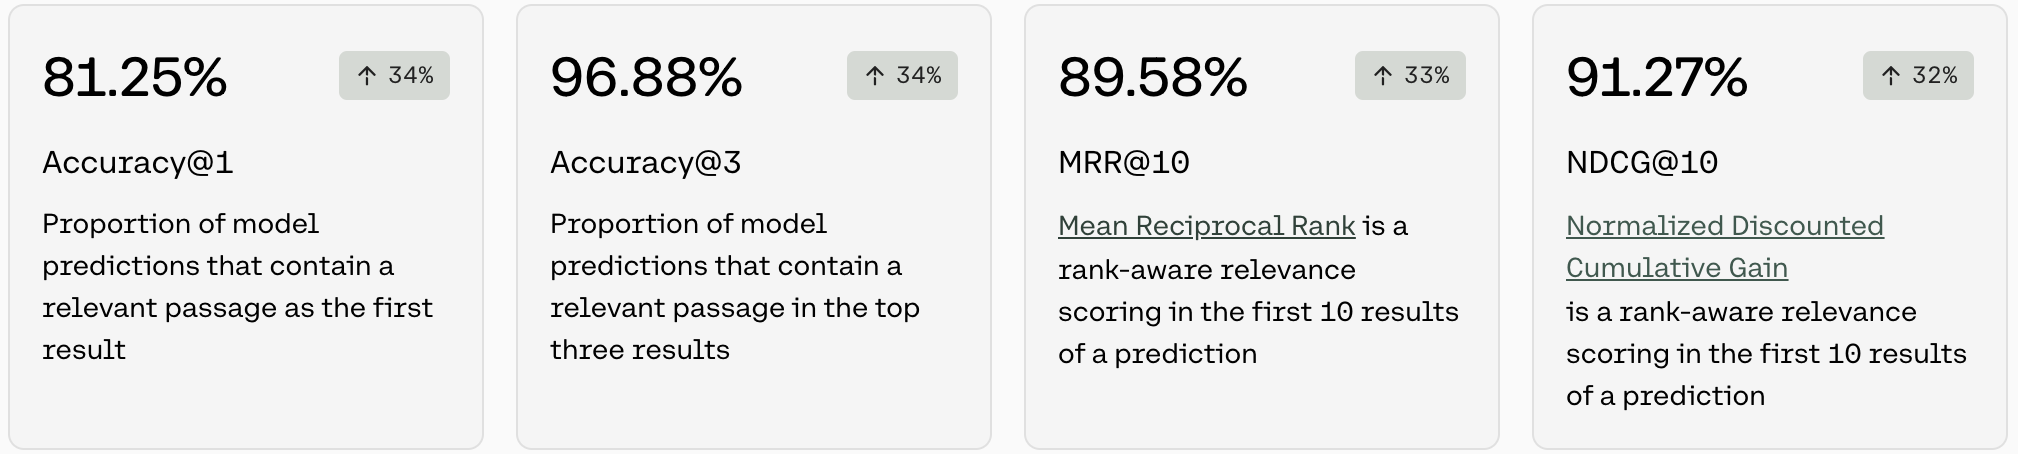 81.25%
↑ 34%
Accuracy@1
Proportion of model
predictions that contain a
relevant passage as the first
result
96.88%
↑ 34%
Accuracy@3
Proportion of model
predictions that contain a
relevant passage in the top
three results
89.58%
↑ 33%
MRR@10
Mean Reciprocal Rank is a
rank-aware relevance
scoring in the first 10 results
of a prediction
91.27%
↑ 32%
NDCG@10
Normalized Discounted
Cumulative Gain
is a rank-aware relevance
scoring in the first 10 results
of a prediction